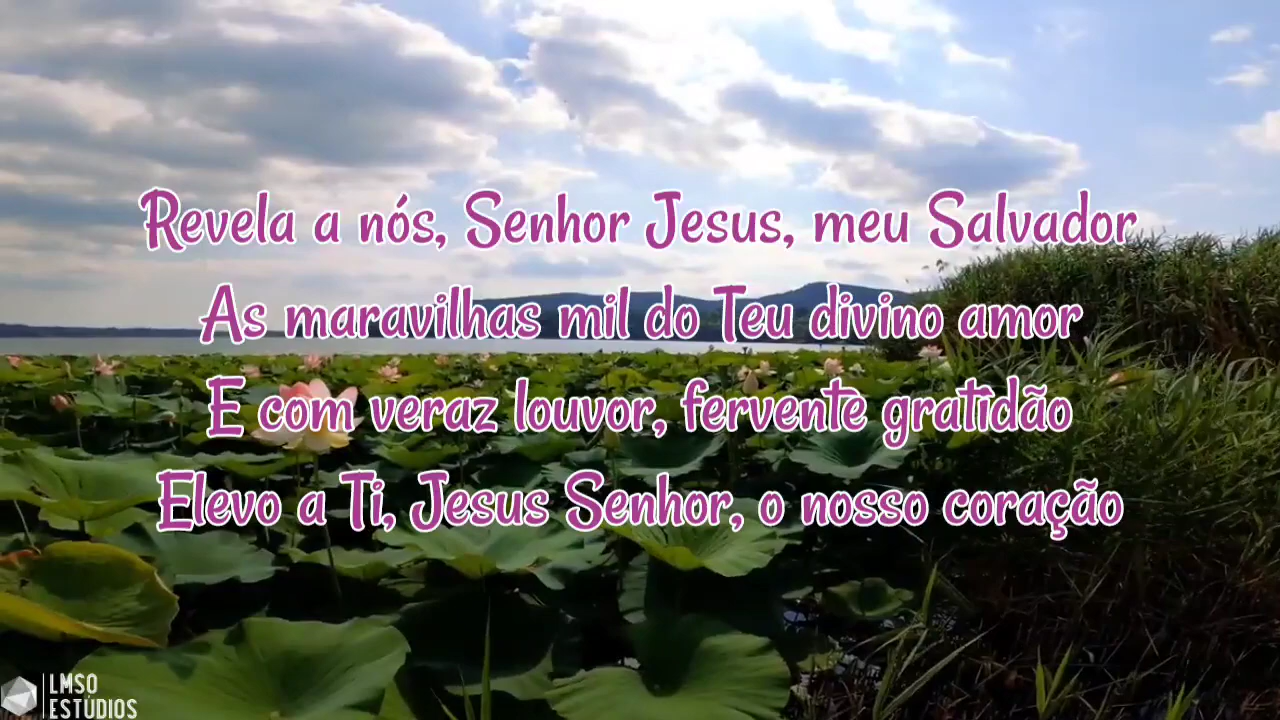 Revela a nós, Senhor Jesus, meu Salvador
As maravilhas mil do Teu divino amor
E com veraz louvor, fervente gratidão
Elevo a Ti, Jesus Senhor, o nosso coração
LMSO
ESTÚDIOS